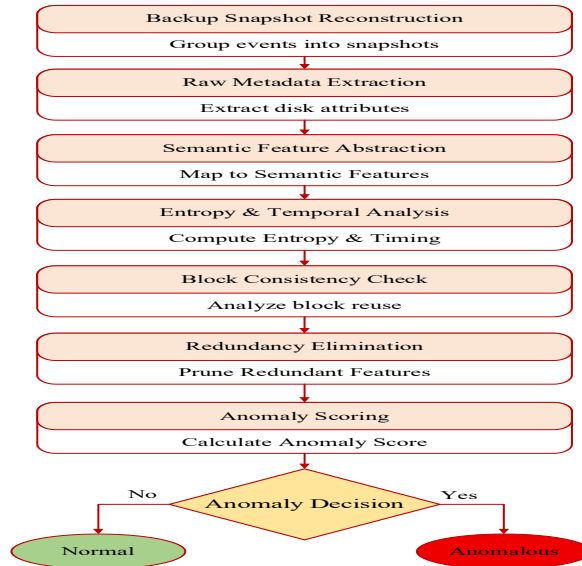 Backup Snapshot Reconstruction
Group events into snapshots
Raw Metadata Extraction
Extract disk attributes
Semantic Feature Abstraction
Map to Semantic Features
Entropy & Temporal Analysis
Compute Entropy & Timing
Block Consistency Check
Analyze block reuse
Redundancy Elimination
Prune Redundant Features
Anomaly Scoring
Calculate Anomaly Score
No
Yes
Anomaly Decision
Normal
Anomalous